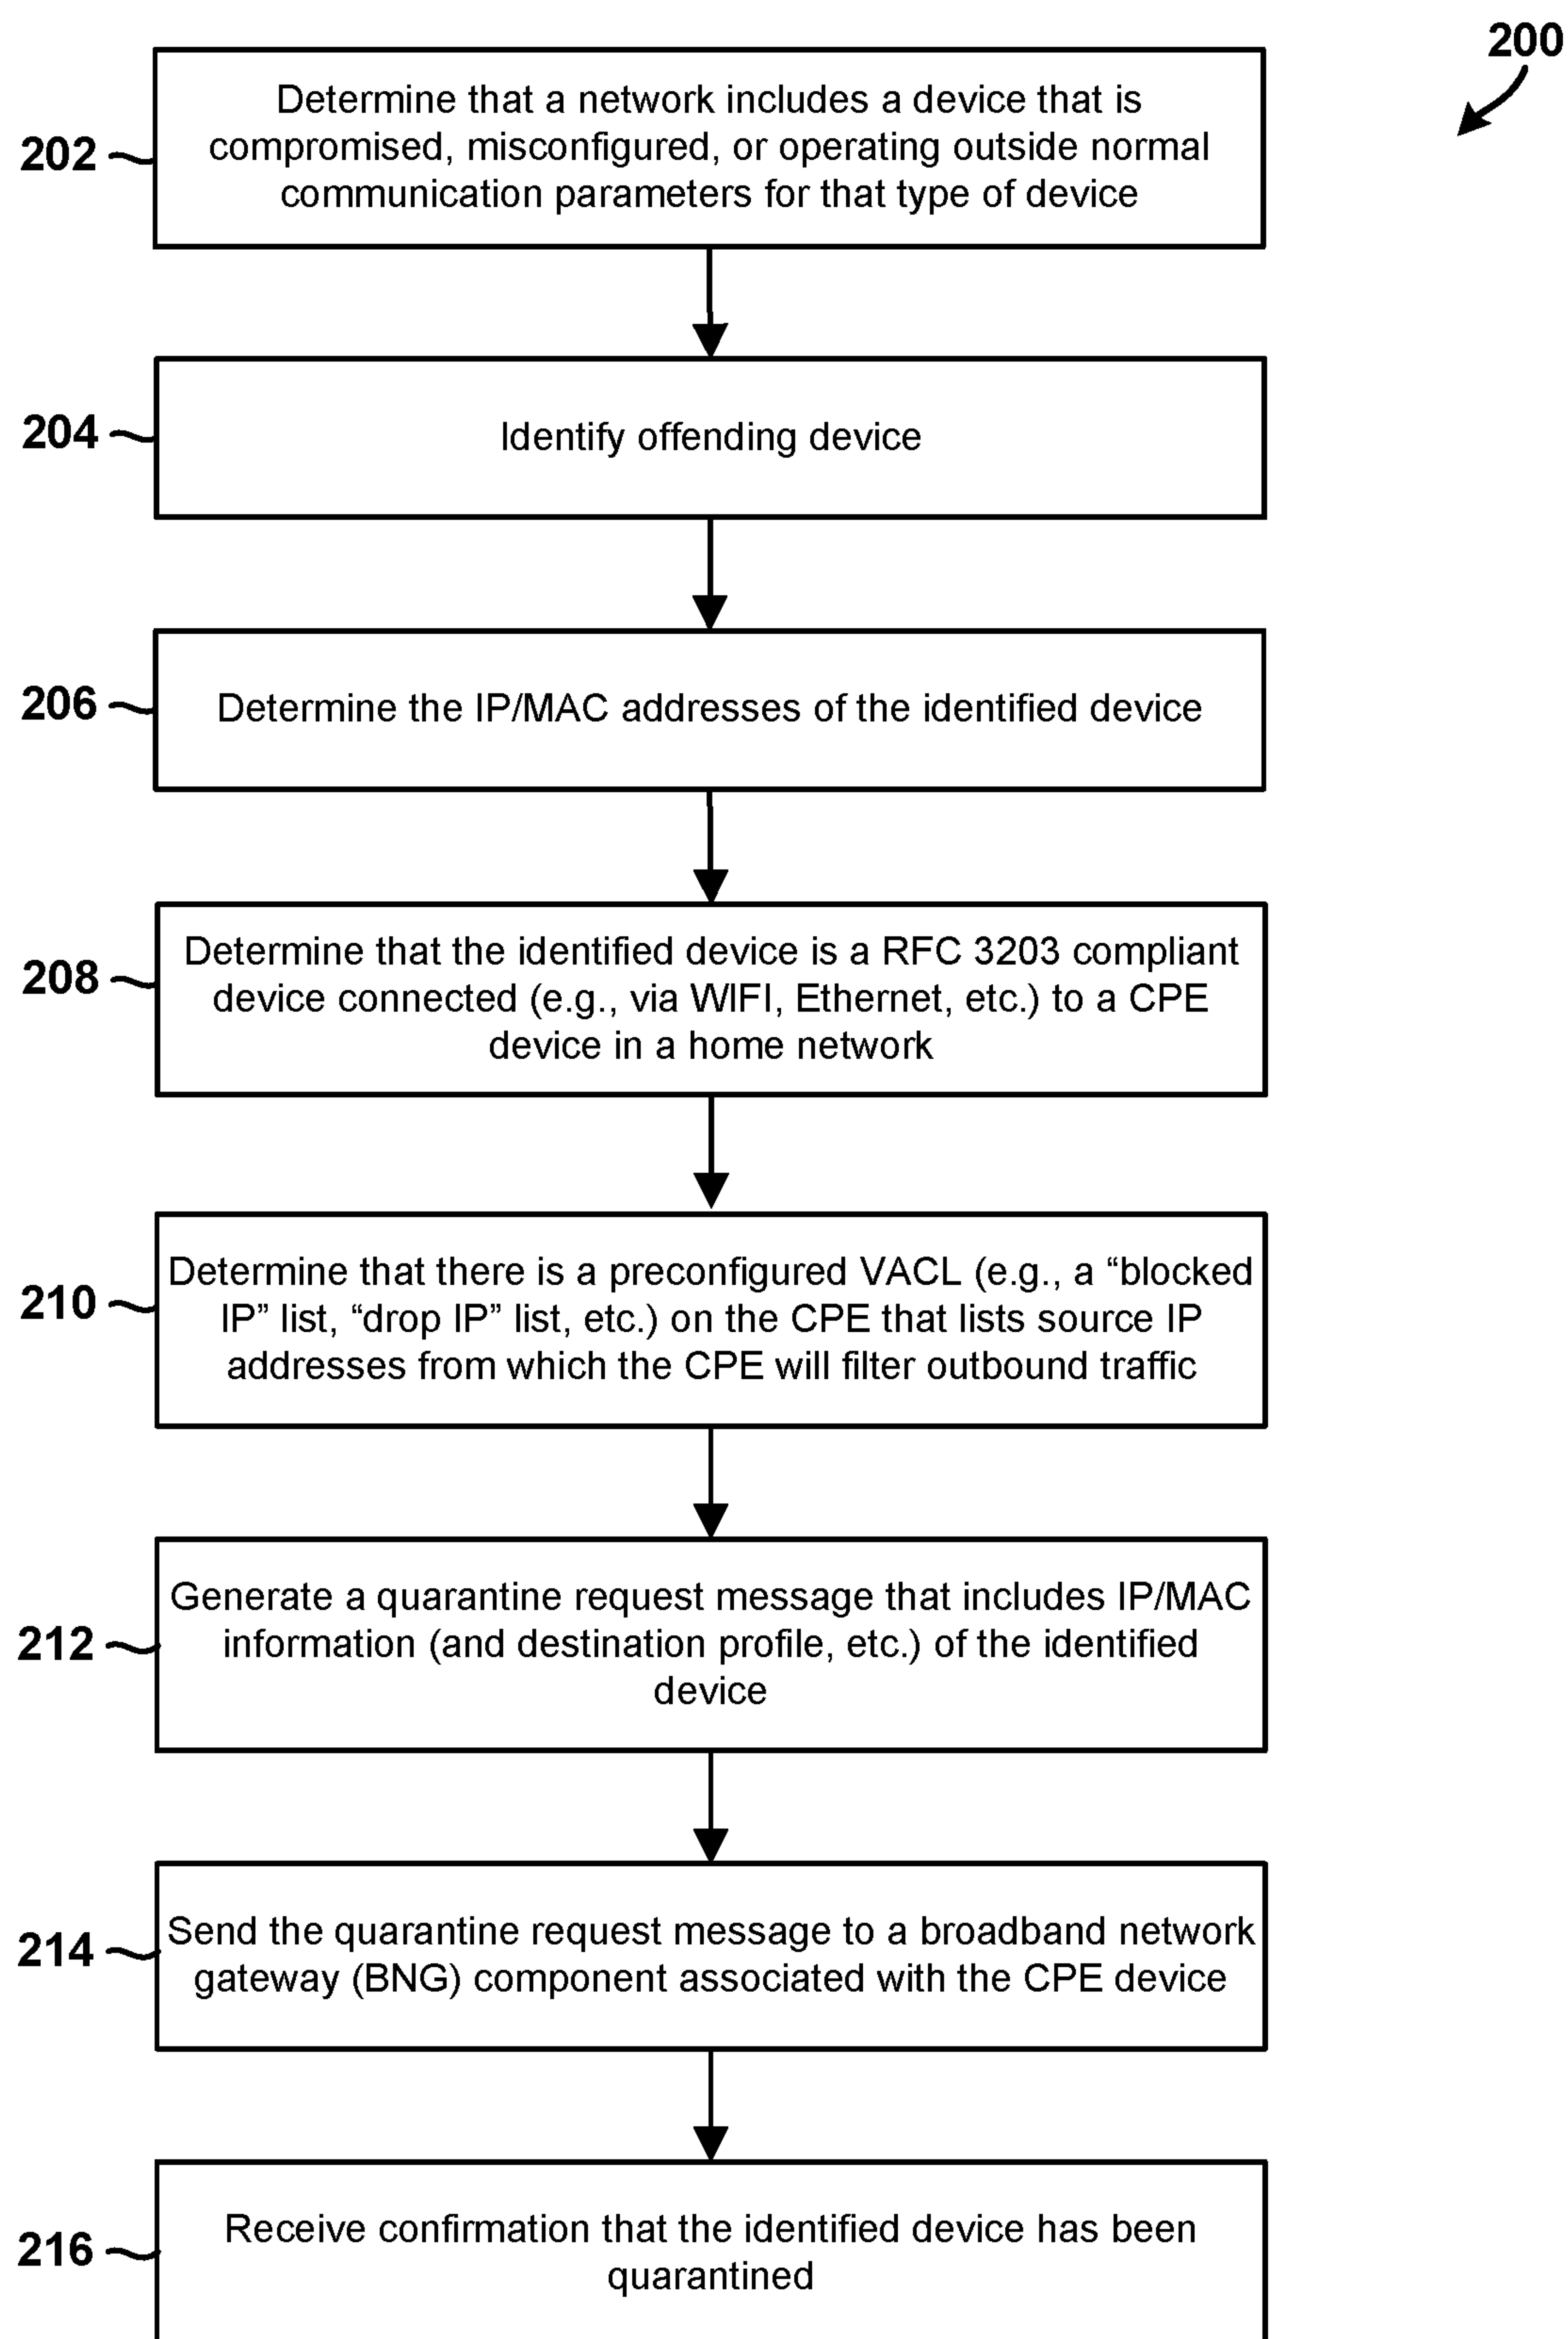 200
202
Determine that a network includes a device that is
compromised, misconfigured, or operating outside normal
communication parameters for that type of device
204
Identify offending device
206
Determine the IP/MAC addresses of the identified device
208
Determine that the identified device is a RFC 3203 compliant
device connected (e.g., via WIFI, Ethernet, etc.) to a CPE
device in a home network
210
Determine that there is a preconfigured VACL (e.g., a “blocked
IP” list, “drop IP” list, etc.) on the CPE that lists source IP
addresses from which the CPE will filter outbound traffic
212
Generate a quarantine request message that includes IP/MAC
information (and destination profile, etc.) of the identified
device
214
Send the quarantine request message to a broadband network
gateway (BNG) component associated with the CPE device
216
Receive confirmation that the identified device has been
quarantined